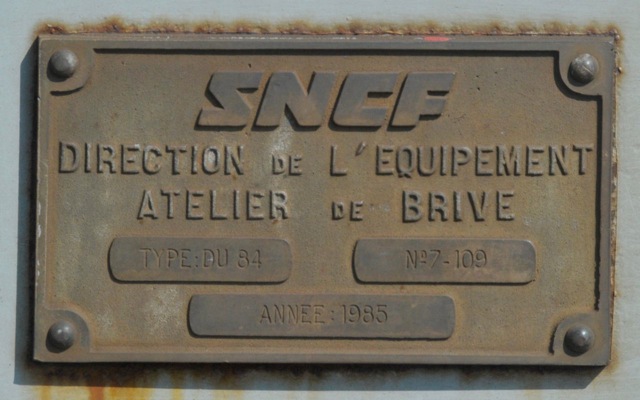 SNCF
DIRECTION DE L'EQUIPEMENT
ATELIER DE BRIVE
TYPE:DU 84 Nº7-109
ANNEE:1985